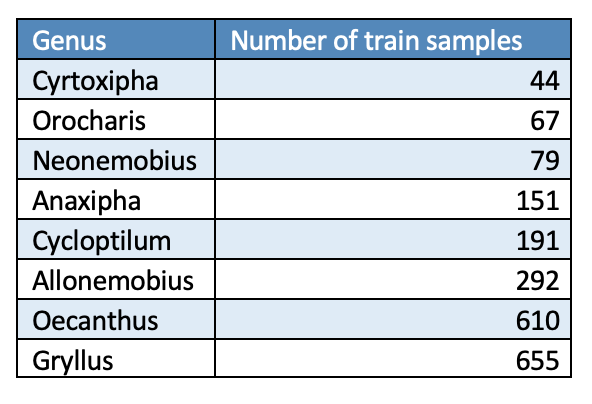 Genus Number of train samples
Cyrtoxipha 44
Orocharis 67
Neonemobius 79
Anaxipha 151
Cycloptilum 191
Allonemobius 292
Oecanthus 610
Gryllus 655